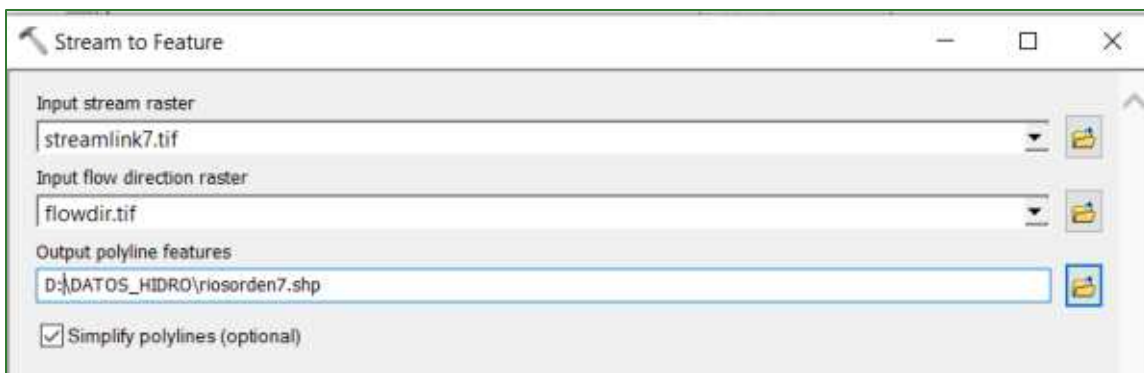 Stream to Feature
Input stream raster
streamlink7.tif
Input flow direction raster
flowdir.tif
Output polyline features
D:\DATOS_HIDRO\riosorden7.shp
Simplify polylines (optional)